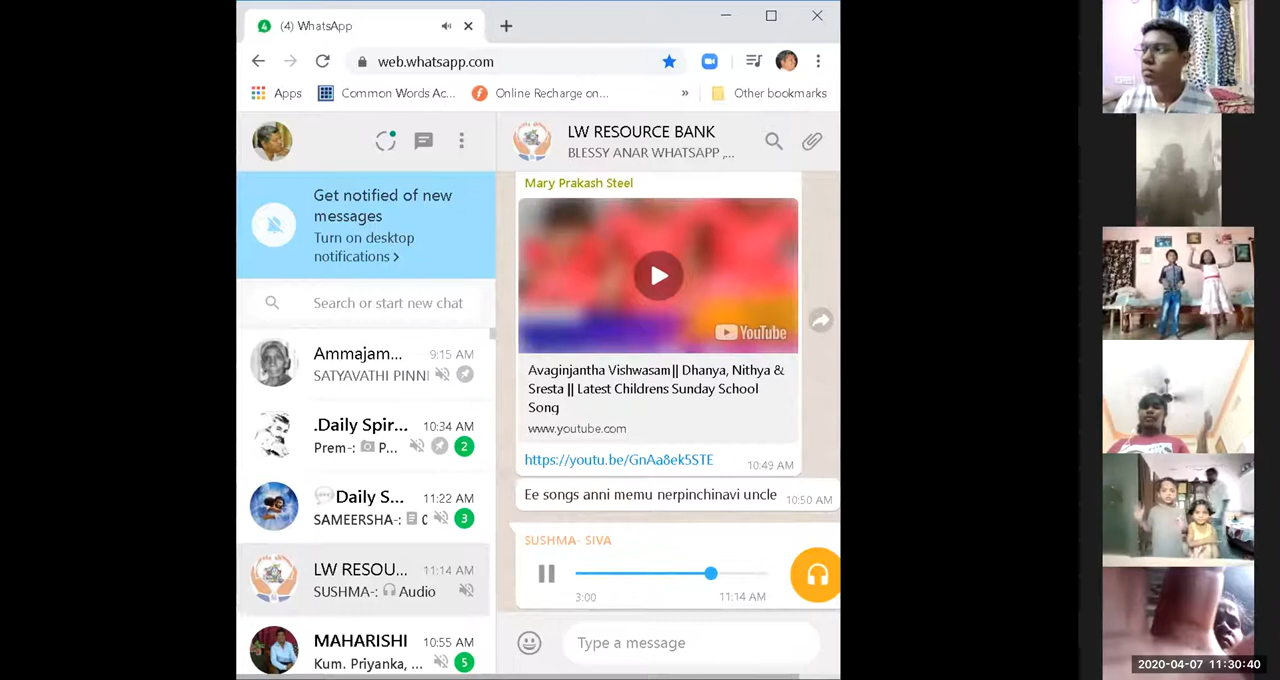 (4) WhatsApp
web.whatsapp.com
Apps
Common Words Ac...
Online Recharge on...
»
Other bookmarks
LW RESOURCE BANK
BLESSY ANAR WHATSAPP ,...
Get notified of new
messages
Turn on desktop
notifications >
Search or start new chat
Ammajam... 9:15 AM
SATYAVATHI PINNI
.Daily Spir... 10:34 AM
Prem-: P... 2
Daily S... 11:22 AM
SAMEERSHA-: 3
LW RESOU... 11:14 AM
SUSHMA-: Audio
MAHARISHI 10:55 AM
Kum. Priyanka, ... 5
Mary Prakash Steel
YouTube
Avaginjantha Vishwasam|| Dhanya, Nithya &
Sresta || Latest Childrens Sunday School
Song
www.youtube.com
https://youtu.be/GnAa8ek5STE 10:49 AM
Ee songs anni memu nerpinchinavi uncle 10:50 AM
SUSHMA- SIVA
3:00 11:14 AM
Type a message
2020-04-07 11:30:40